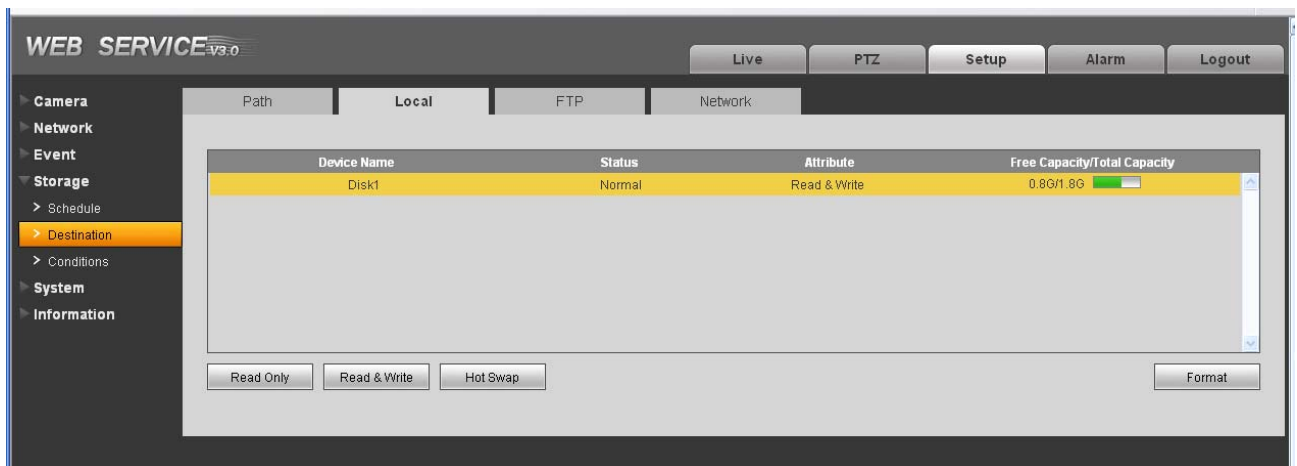 WEB SERVICE V3.0
Live PTZ Setup Alarm Logout
Camera
Network
Event
Storage
> Schedule
> Destination
> Conditions
System
Information
Path Local FTP Network
Device Name Status Attribute Free Capacity/Total Capacity
Disk1 Normal Read & Write 0.8G/1.8G
Read Only Read & Write Hot Swap Format